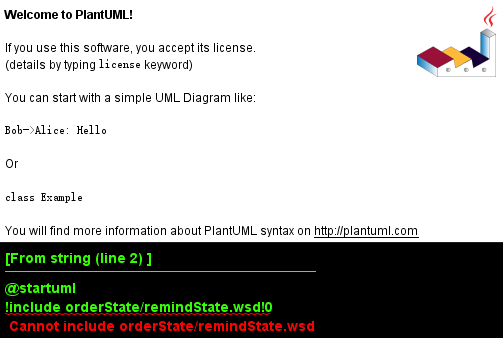 Welcome to PlantUML!
If you use this software, you accept its license.
(details by typing license keyword)
You can start with a simple UML Diagram like:
Bob->Alice: Hello
Or
class Example
You will find more information about PlantUML syntax on http://plantuml.com
[From string (line 2) ]
@startuml
!include orderState/remindState.wsd!0
Cannot include orderState/remindState.wsd